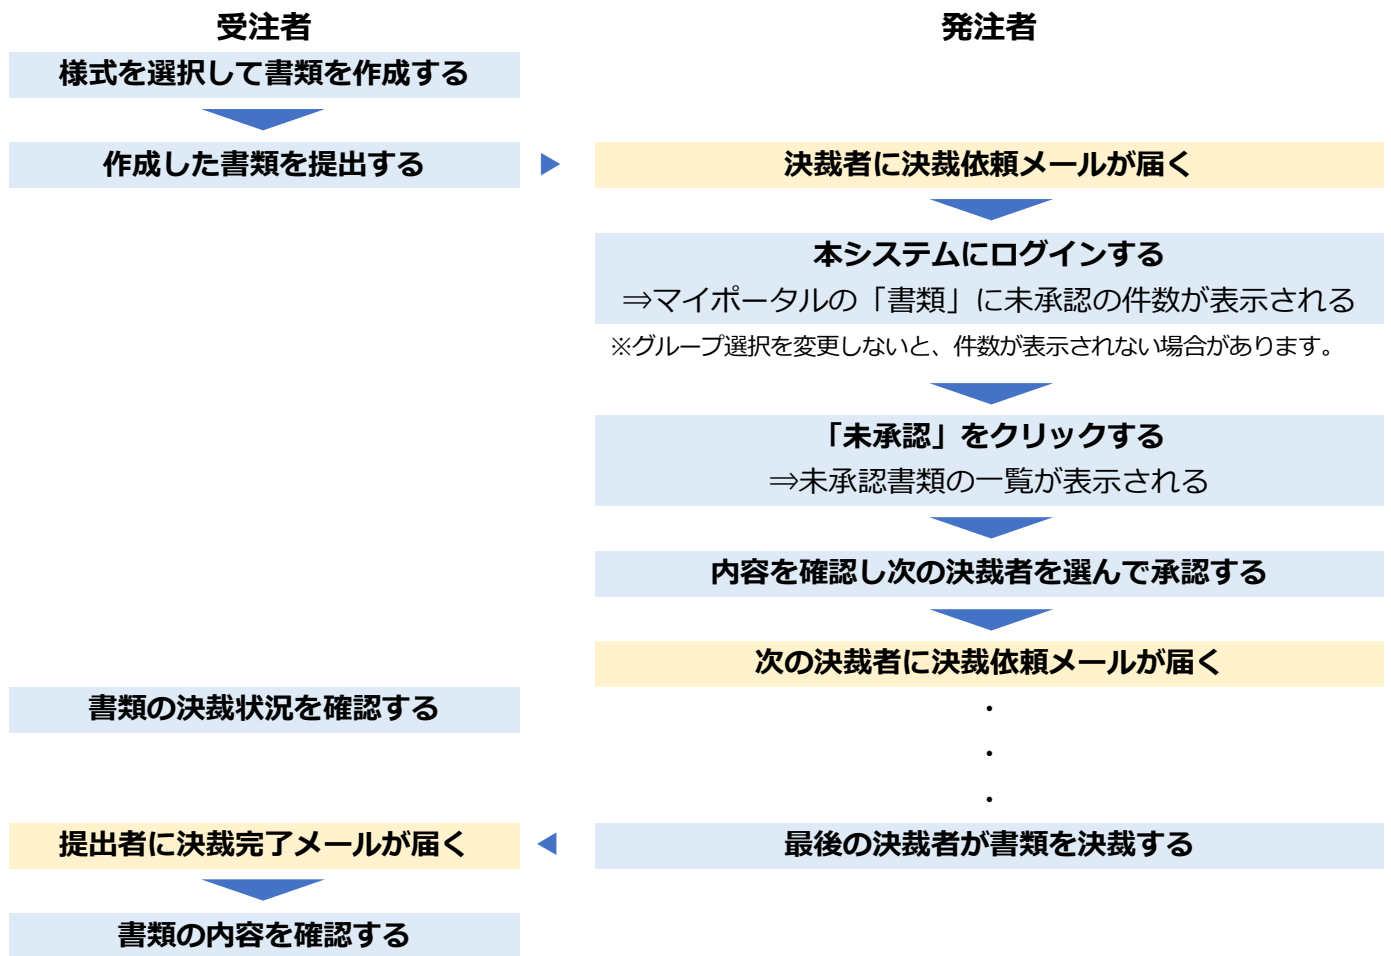 受注者
発注者
様式を選択して書類を作成する
作成した書類を提出する
決裁者に決裁依頼メールが届く
本システムにログインする
⇒マイポータルの「書類」に未承認の件数が表示される
※グループ選択を変更しないと、件数が表示されない場合があります。
「未承認」をクリックする
⇒未承認書類の一覧が表示される
内容を確認し次の決裁者を選んで承認する
次の決裁者に決裁依頼メールが届く
書類の決裁状況を確認する
・
・
・
提出者に決裁完了メールが届く
最後の決裁者が書類を決裁する
書類の内容を確認する